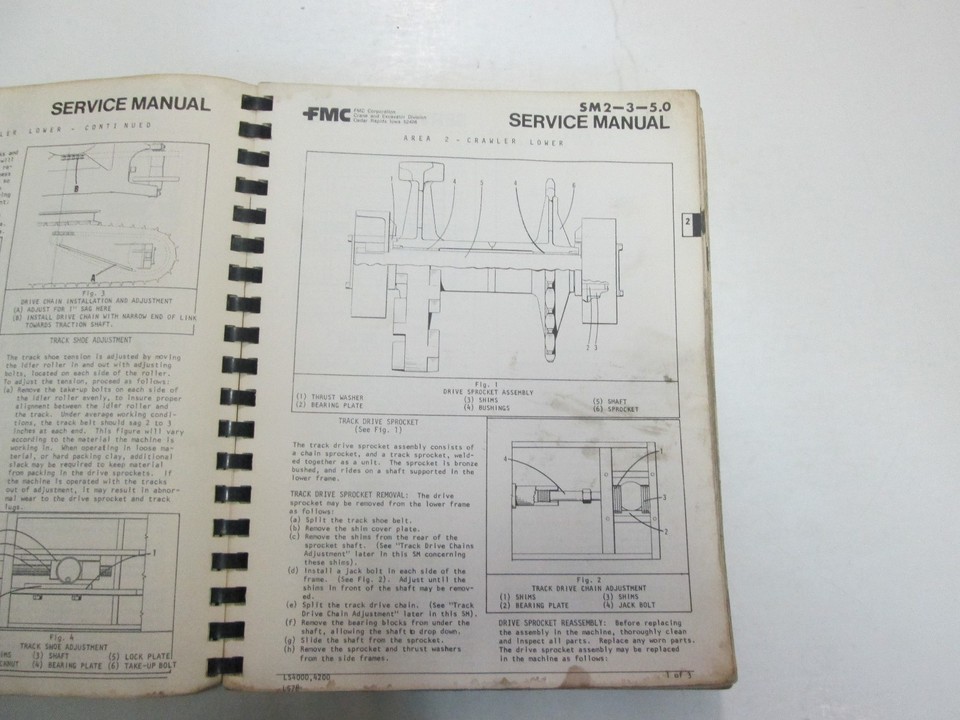 SERVICE MANUAL
LOWER - CONTINUED
B
A
Fig. 3
DRIVE CHAIN INSTALLATION AND ADJUSTMENT
(A) ADJUST FOR 1" SAG HERE
(B) INSTALL DRIVE CHAIN WITH NARROW END OF LINK
TOWARDS TRACTION SHAFT.
TRACK SHOE ADJUSTMENT
The track shoe tension is adjusted by moving
the idler roller in and out with adjusting
bolts, located on each side of the roller.
To adjust the tension, proceed as follows:
(a) Remove the take-up bolts on each side of
the idler roller evenly, to insure proper
alignment between the idler roller and
the track. Under average working condi-
tions, the track belt should sag 2 to 3
inches at each end. This figure will vary
according to the material the machine is
working in. When operating in loose ma-
terial, or hard packing clay, additional
slack may be required to keep material
from packing in the drive sprockets. If
the machine is operated with the tracks
out of adjustment, it may result in abnor-
mal wear to the drive sprocket and track
lugs.
1
Fig. 4
TRACK SHOE ADJUSTMENT
(3) SHAFT (5) LOCK PLATE
(4) BEARING PLATE (6) TAKE-UP BOLT
FMC
FMC Corporation
Crane and Excavator Division
Cedar Rapids Iowa 52406
SM2-3-5.0
SERVICE MANUAL
AREA 2 - CRAWLER LOWER
2
Fig. 1
DRIVE SPROCKET ASSEMBLY
(1) THRUST WASHER (3) SHIMS (5) SHAFT
(2) BEARING PLATE (4) BUSHINGS (6) SPROCKET
TRACK DRIVE SPROCKET
(See Fig. 1)
The track drive sprocket assembly consists of
a chain sprocket, and a track sprocket, weld-
ed together as a unit. The sprocket is bronze
bushed, and rides on a shaft supported in the
lower frame.
TRACK DRIVE SPROCKET REMOVAL: The drive
sprocket may be removed from the lower frame
as follows:
(a) Split the track shoe belt.
(b) Remove the shim cover plate.
(c) Remove the shims from the rear of the
sprocket shaft. (See "Track Drive Chains
Adjustment" later in this SM concerning
these shims).
(d) Install a jack bolt in each side of the
frame. (See Fig. 2). Adjust until the
shims in front of the shaft may be remov-
ed.
(e) Split the track drive chain. (See "Track
Drive Chain Adjustment" later in this SM).
(f) Remove the bearing blocks from under the
shaft, allowing the shaft to drop down.
(g) Slide the shaft from the sprocket.
(h) Remove the sprocket and thrust washers
from the side frames.
4
1
3
2
Fig. 2
TRACK DRIVE CHAIN ADJUSTMENT
(1) SHIMS (3) SHIMS
(2) BEARING PLATE (4) JACK BOLT
DRIVE SPROCKET REASSEMBLY: Before replacing
the assembly in the machine, thoroughly clean
and inspect all parts. Replace any worn parts.
The drive sprocket assembly may be replaced
in the machine as follows:
LS4000,4200
1 of 3